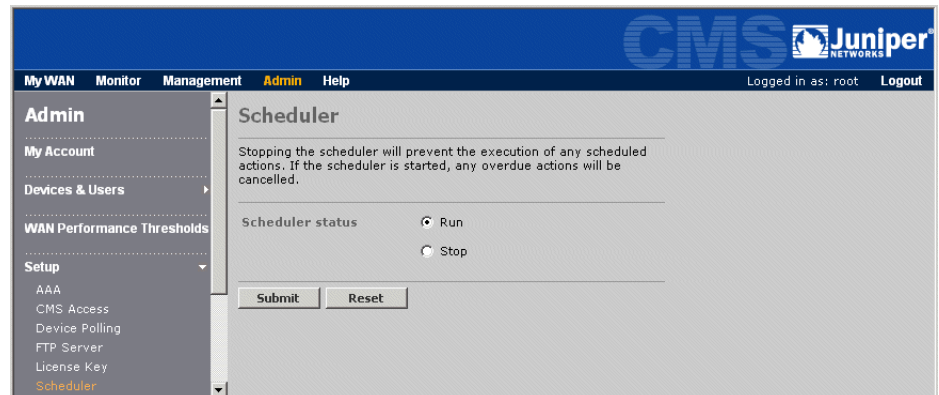 CMS Juniper®
NETWORKS
My WAN Monitor Management Admin Help Logged in as: root Logout
Admin
My Account
Devices & Users
WAN Performance Thresholds
Setup
AAA
CMS Access
Device Polling
FTP Server
License Key
Scheduler
Scheduler
Stopping the scheduler will prevent the execution of any scheduled
actions. If the scheduler is started, any overdue actions will be
cancelled.
Scheduler status Run
Stop
Submit Reset